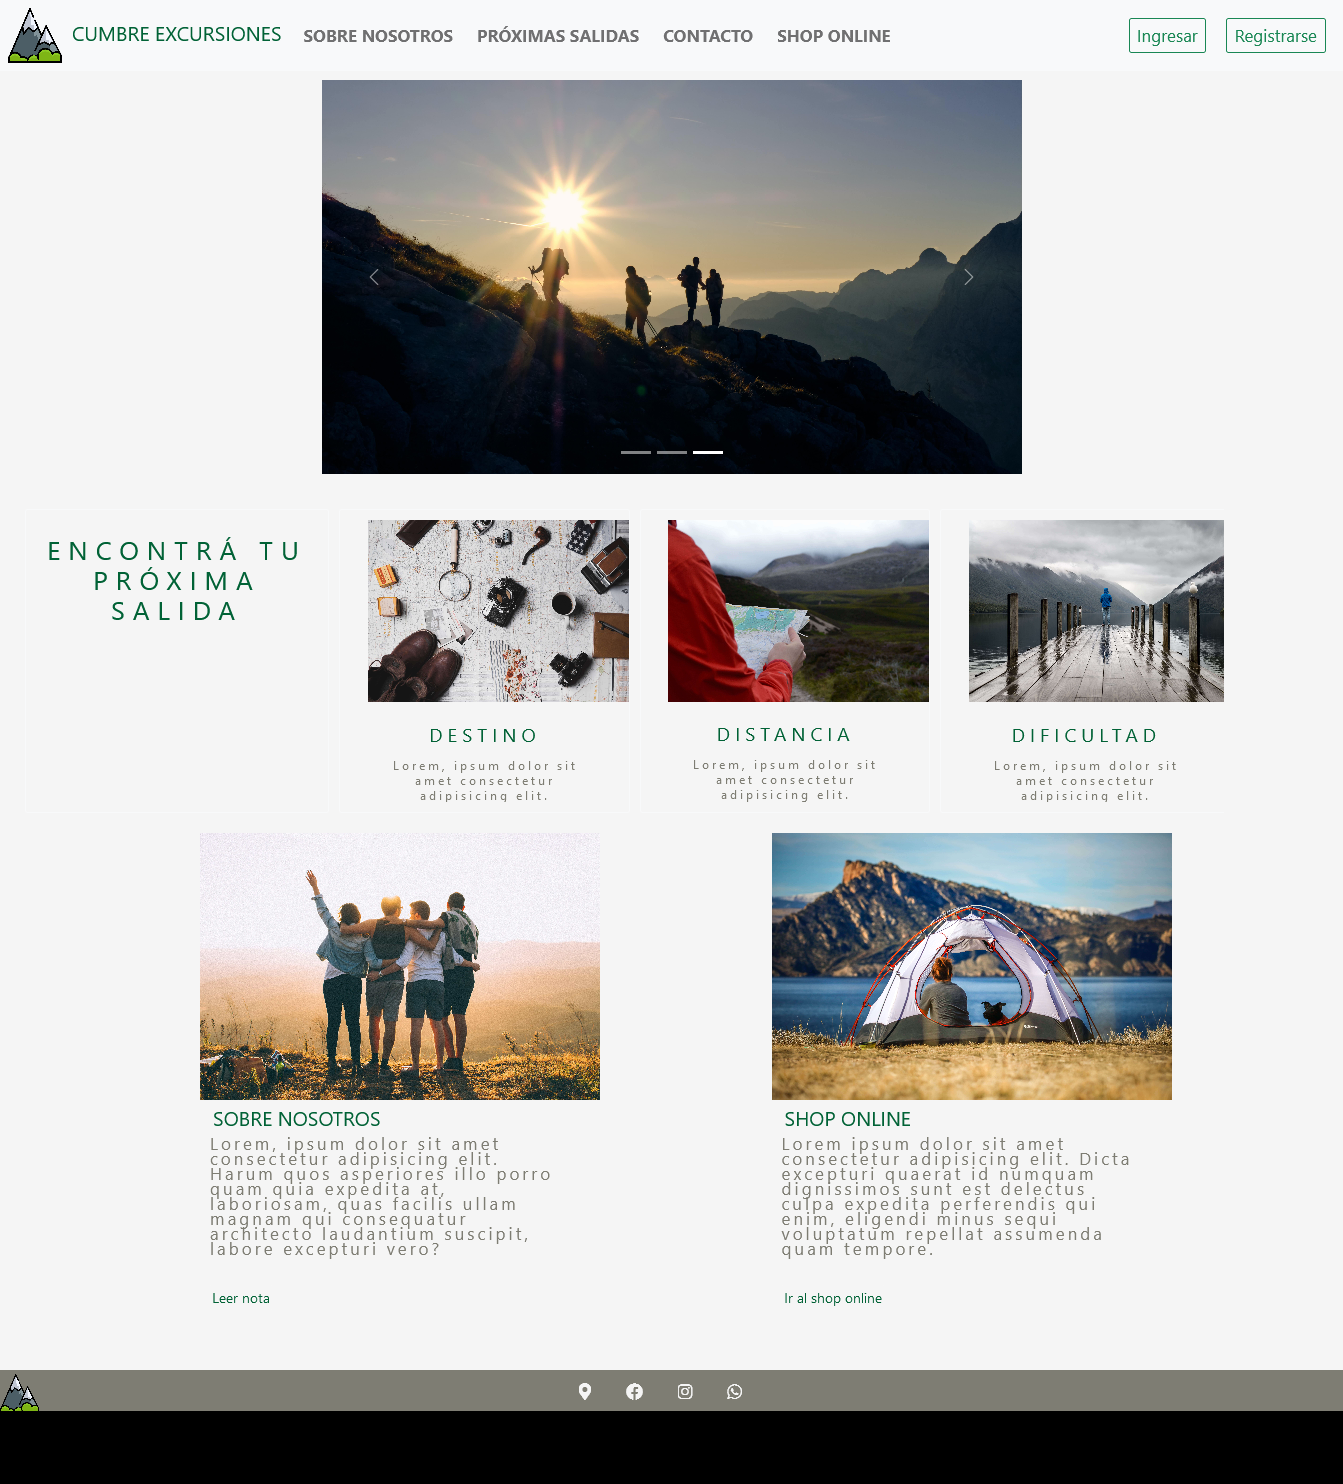 CUMBRE EXCURSIONES
SOBRE NOSOTROS
PRÓXIMAS SALIDAS
CONTACTO
SHOP ONLINE
Ingresar
Registrarse
ENCONTRÁ TU
PRÓXIMA
SALIDA
DESTINO
Lorem, ipsum dolor sit
amet consectetur
adipisicing elit.
DISTANCIA
Lorem, ipsum dolor sit
amet consectetur
adipisicing elit.
DIFICULTAD
Lorem, ipsum dolor sit
amet consectetur
adipisicing elit.
SOBRE NOSOTROS
Lorem, ipsum dolor sit amet
consectetur adipisicing elit.
Harum quos asperiores illo porro
quam quia expedita at,
laboriosam, quas facilis ullam
magnam qui consequatur
architecto laudantium suscipit,
labore excepturi vero?
Leer nota
SHOP ONLINE
Lorem ipsum dolor sit amet
consectetur adipisicing elit. Dicta
excepturi quaerat id numquam
dignissimos sunt est delectus
culpa expedita perferendis qui
enim, eligendi minus sequi
voluptatum repellat assumenda
quam tempore.
Ir al shop online